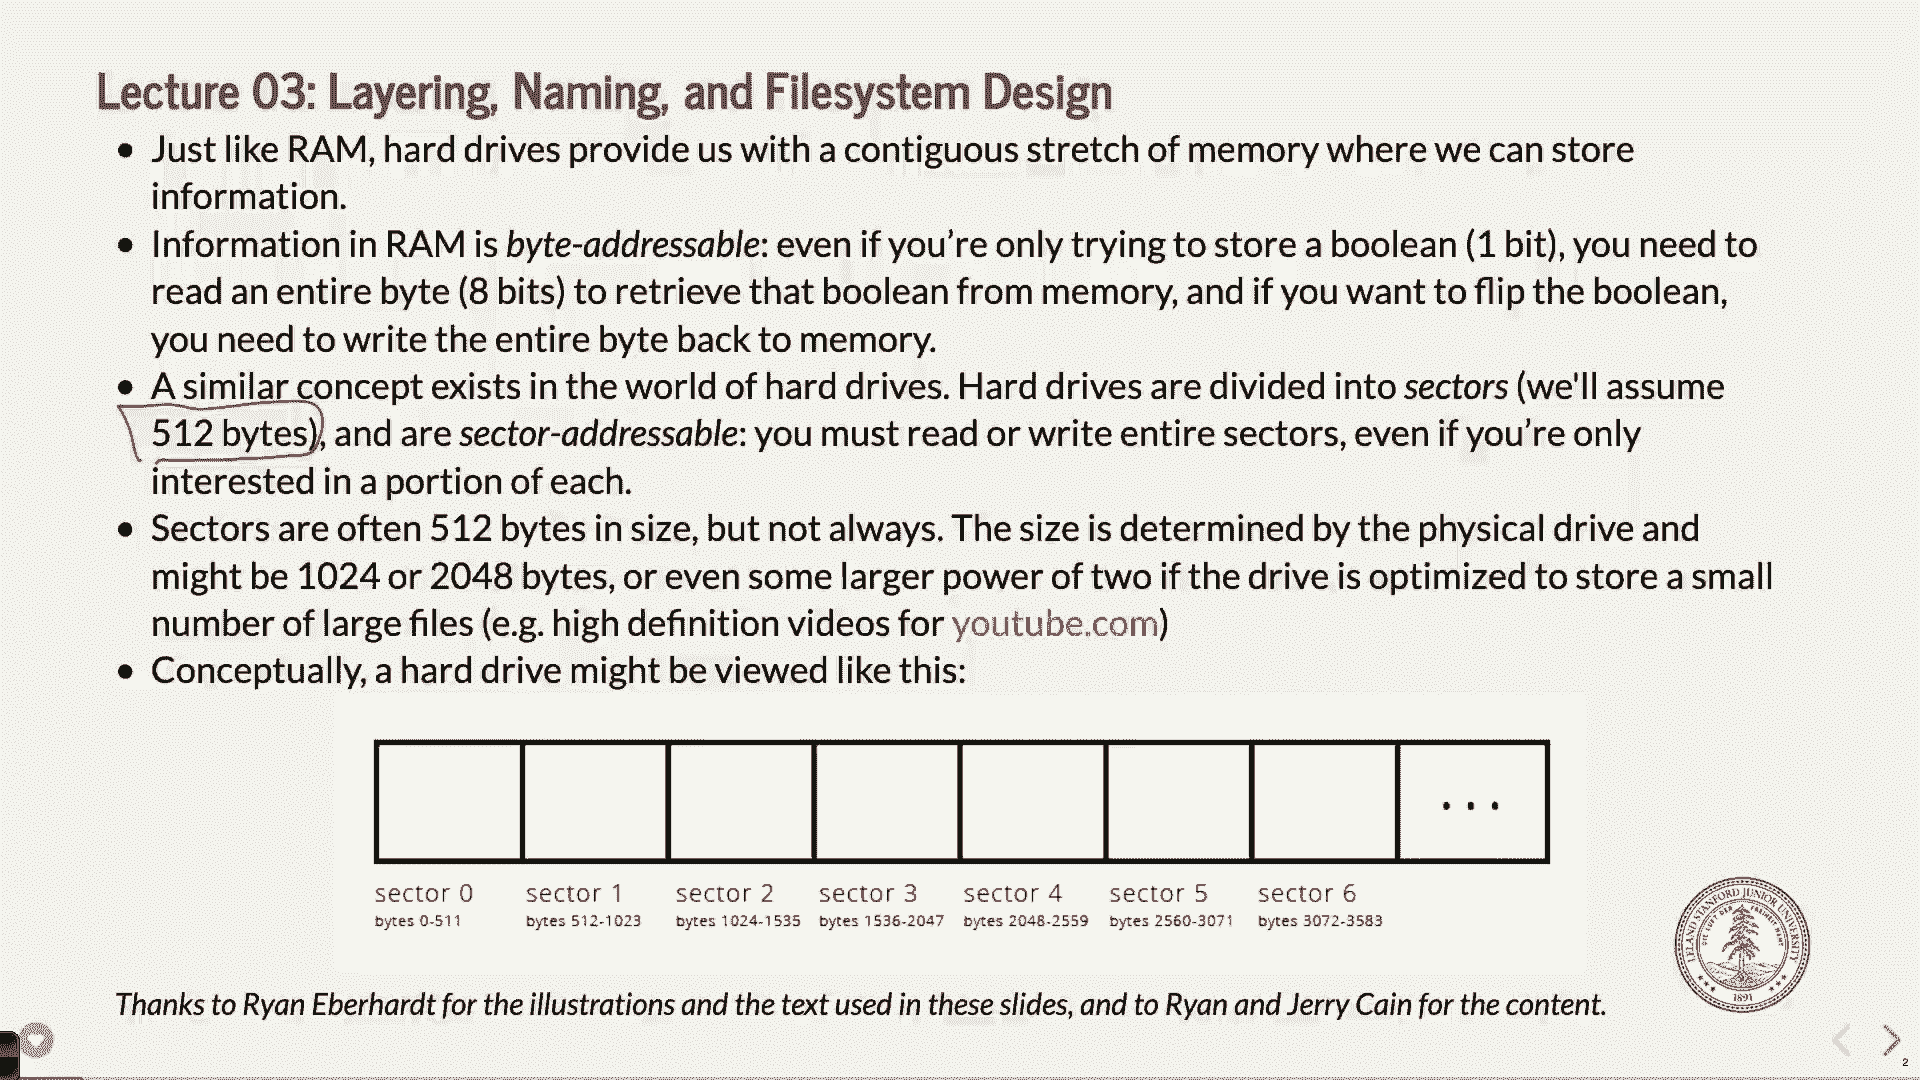 Lecture 03: Layering, Naming, and Filesystem Design
• Just like RAM, hard drives provide us with a contiguous stretch of memory where we can store
information.
• Information in RAM is byte-addressable: even if you’re only trying to store a boolean (1 bit), you need to
read an entire byte (8 bits) to retrieve that boolean from memory, and if you want to flip the boolean,
you need to write the entire byte back to memory.
• A similar concept exists in the world of hard drives. Hard drives are divided into sectors (we'll assume
512 bytes), and are sector-addressable: you must read or write entire sectors, even if you’re only
interested in a portion of each.
• Sectors are often 512 bytes in size, but not always. The size is determined by the physical drive and
might be 1024 or 2048 bytes, or even some larger power of two if the drive is optimized to store a small
number of large files (e.g. high definition videos for youtube.com)
• Conceptually, a hard drive might be viewed like this:
. . .
sector 0 sector 1 sector 2 sector 3 sector 4 sector 5 sector 6
bytes 0-511 bytes 512-1023 bytes 1024-1535 bytes 1536-2047 bytes 2048-2559 bytes 2560-3071 bytes 3072-3583
LELAND STANFORD JUNIOR UNIVERSITY
DIE LUFT DER FREIHEIT WEHT
1891
Thanks to Ryan Eberhardt for the illustrations and the text used in these slides, and to Ryan and Jerry Cain for the content.
2